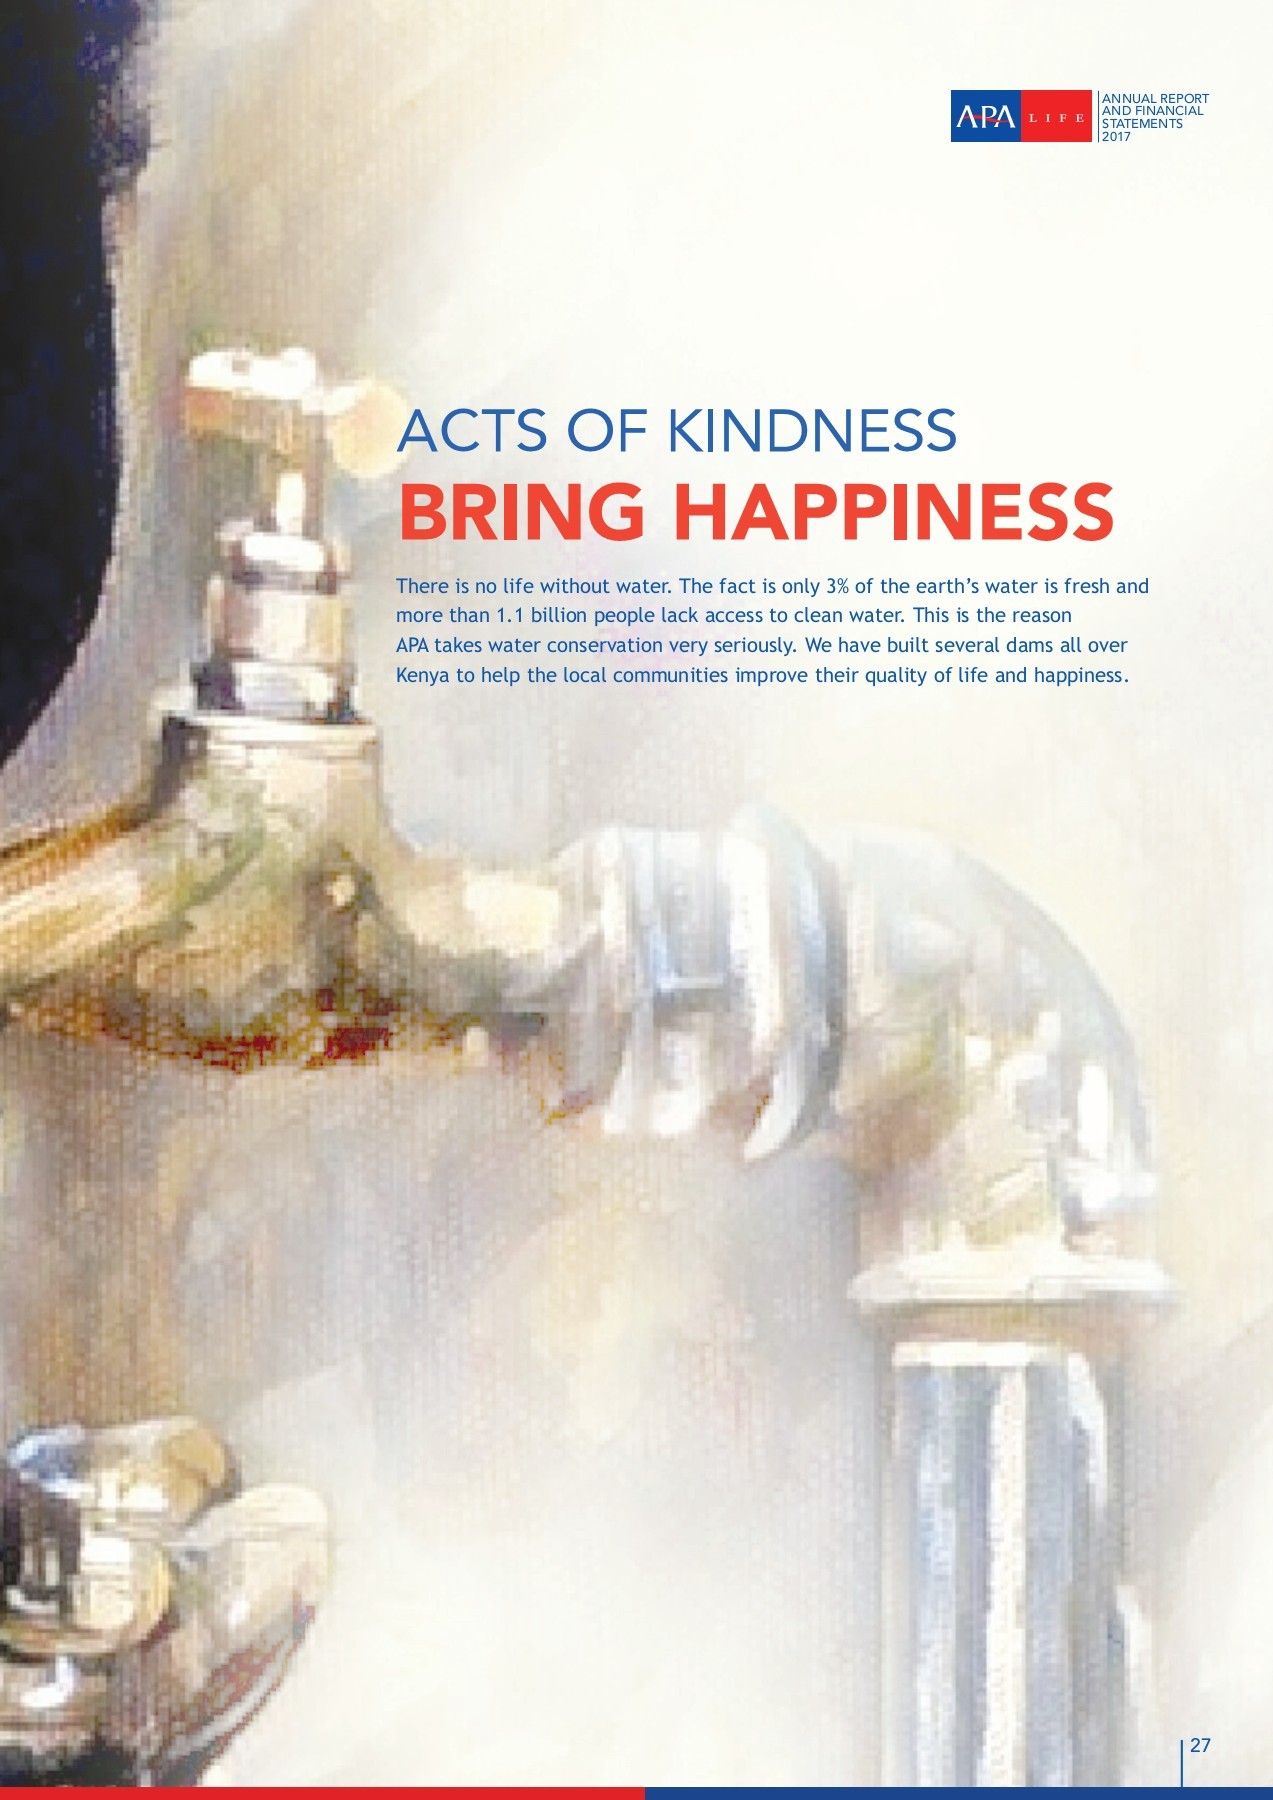 APA LIFE
ANNUAL REPORT
AND FINANCIAL
STATEMENTS
2017
ACTS OF KINDNESS
BRING HAPPINESS
There is no life without water. The fact is only 3% of the earth’s water is fresh and
more than 1.1 billion people lack access to clean water. This is the reason
APA takes water conservation very seriously. We have built several dams all over
Kenya to help the local communities improve their quality of life and happiness.
27